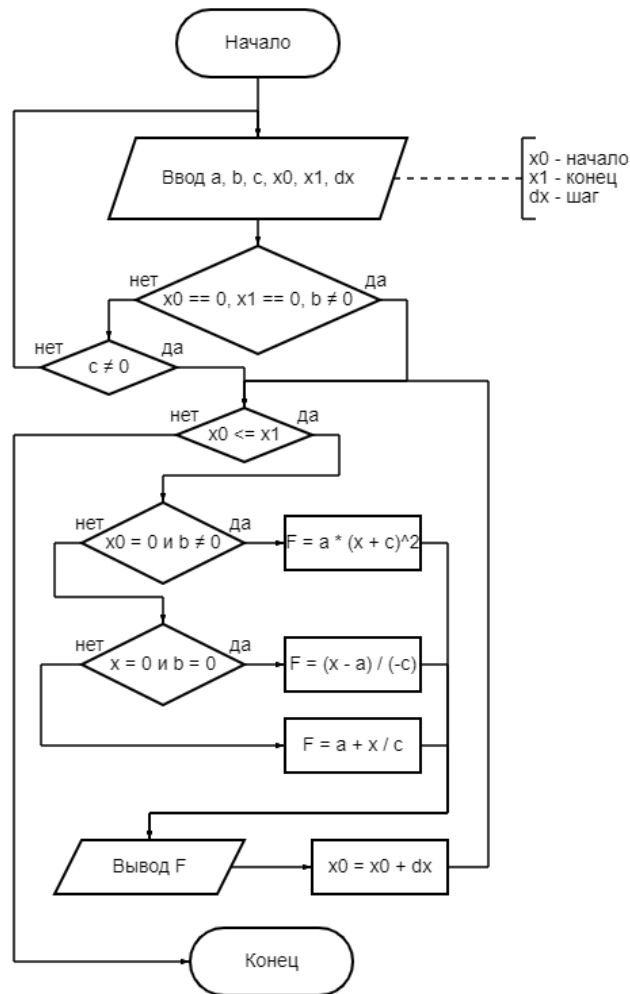 Начало
Ввод a, b, c, x0, x1, dx
x0 - начало
x1 - конец
dx - шаг
нет
да
x0 == 0, x1 == 0, b ≠ 0
нет
да
c ≠ 0
нет
да
x0 <= x1
нет
да
x0 = 0 и b ≠ 0
F = a * (x + c)^2
нет
да
x = 0 и b = 0
F = (x - a) / (-c)
F = a + x / c
Вывод F
x0 = x0 + dx
Конец